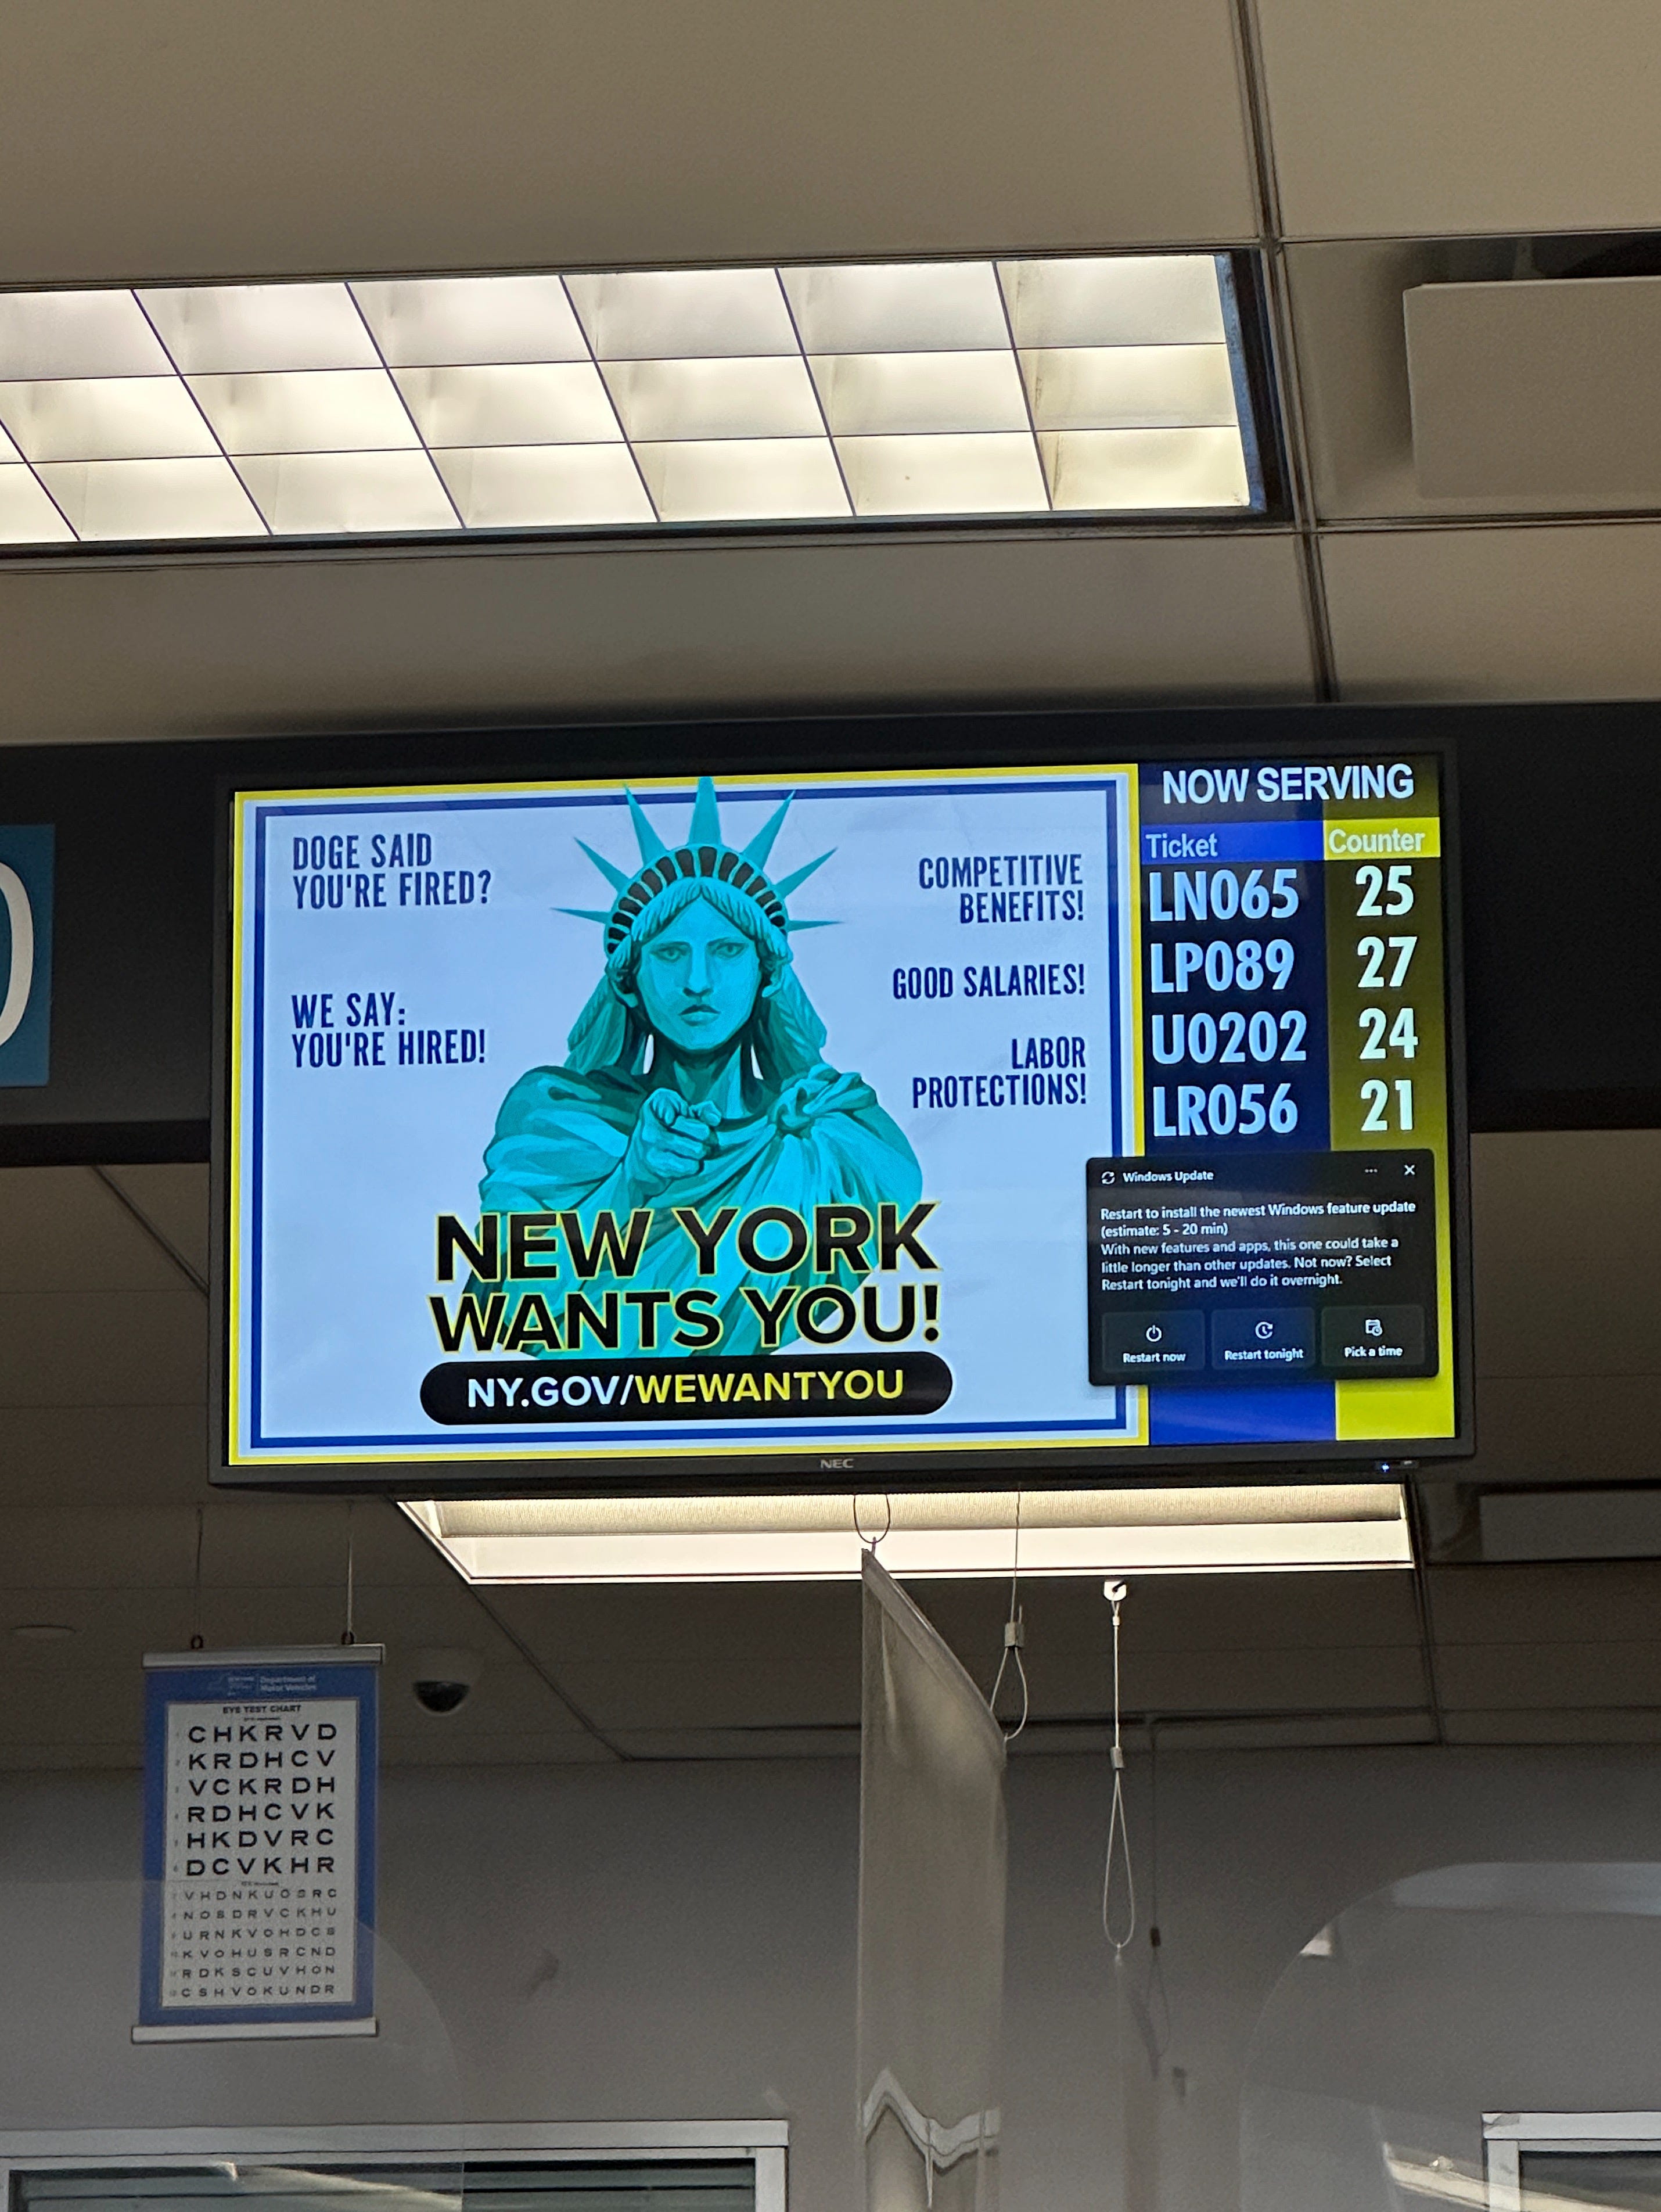 DOGE SAID
YOU'RE FIRED?
WE SAY:
YOU'RE HIRED!
COMPETITIVE
BENEFITS!
GOOD SALARIES!
LABOR
PROTECTIONS!
NEW YORK
WANTS YOU!
NY.GOV/WEWANTYOU
NOW SERVING
Ticket Counter
LN065 25
LP089 27
U0202 24
LR056 21
Windows Update
Restart to install the newest Windows feature update
(estimate: 5 - 20 min)
With new features and apps, this one could take a
little longer than other updates. Not now? Select
Restart tonight and we'll do it overnight.
Restart now
Restart tonight
Pick a time
NEC
Department of
Motor Vehicles
EYE TEST CHART
CHKRVD
KRDHCV
VCKRDH
RDHCVK
HKDVRC
DCVKHR
VHDNKUOSRC
NOSDRVCKHU
URNKVOHDCS
KVOHUSRCND
RDKSCUVHON
CSHVOKUNDR